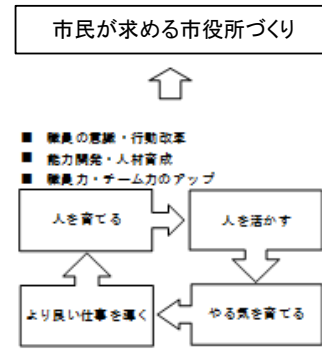 市民が求める市役所づくり
■ 職員の意識・行動改革
■ 能力開発・人材育成
■ 職員力・チーム力のアップ
人を育てる
人を活かす
より良い仕事を導く
やる気を育てる